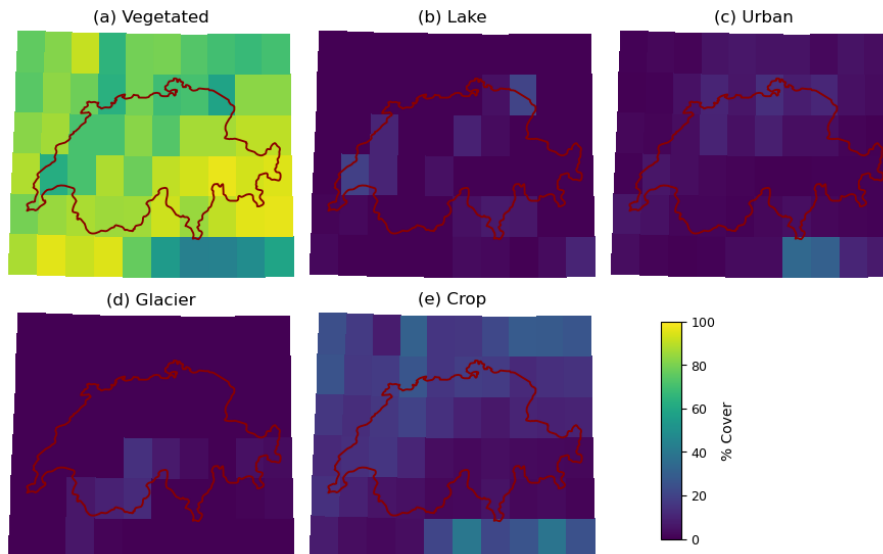 (a) Vegetated
(b) Lake
(c) Urban
(d) Glacier
(e) Crop
100
80
60
40
20
0
% Cover